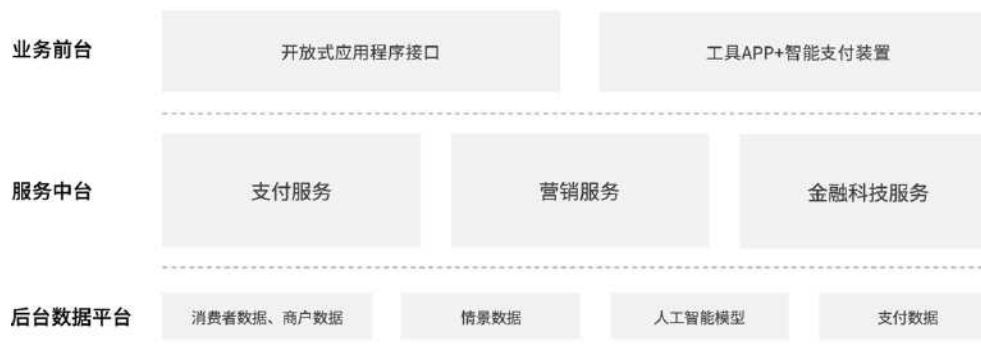 业务前台
开放式应用程序接口
工具APP+智能支付装置
服务中台
支付服务
营销服务
金融科技服务
后台数据平台
消费者数据、商户数据
情景数据
人工智能模型
支付数据